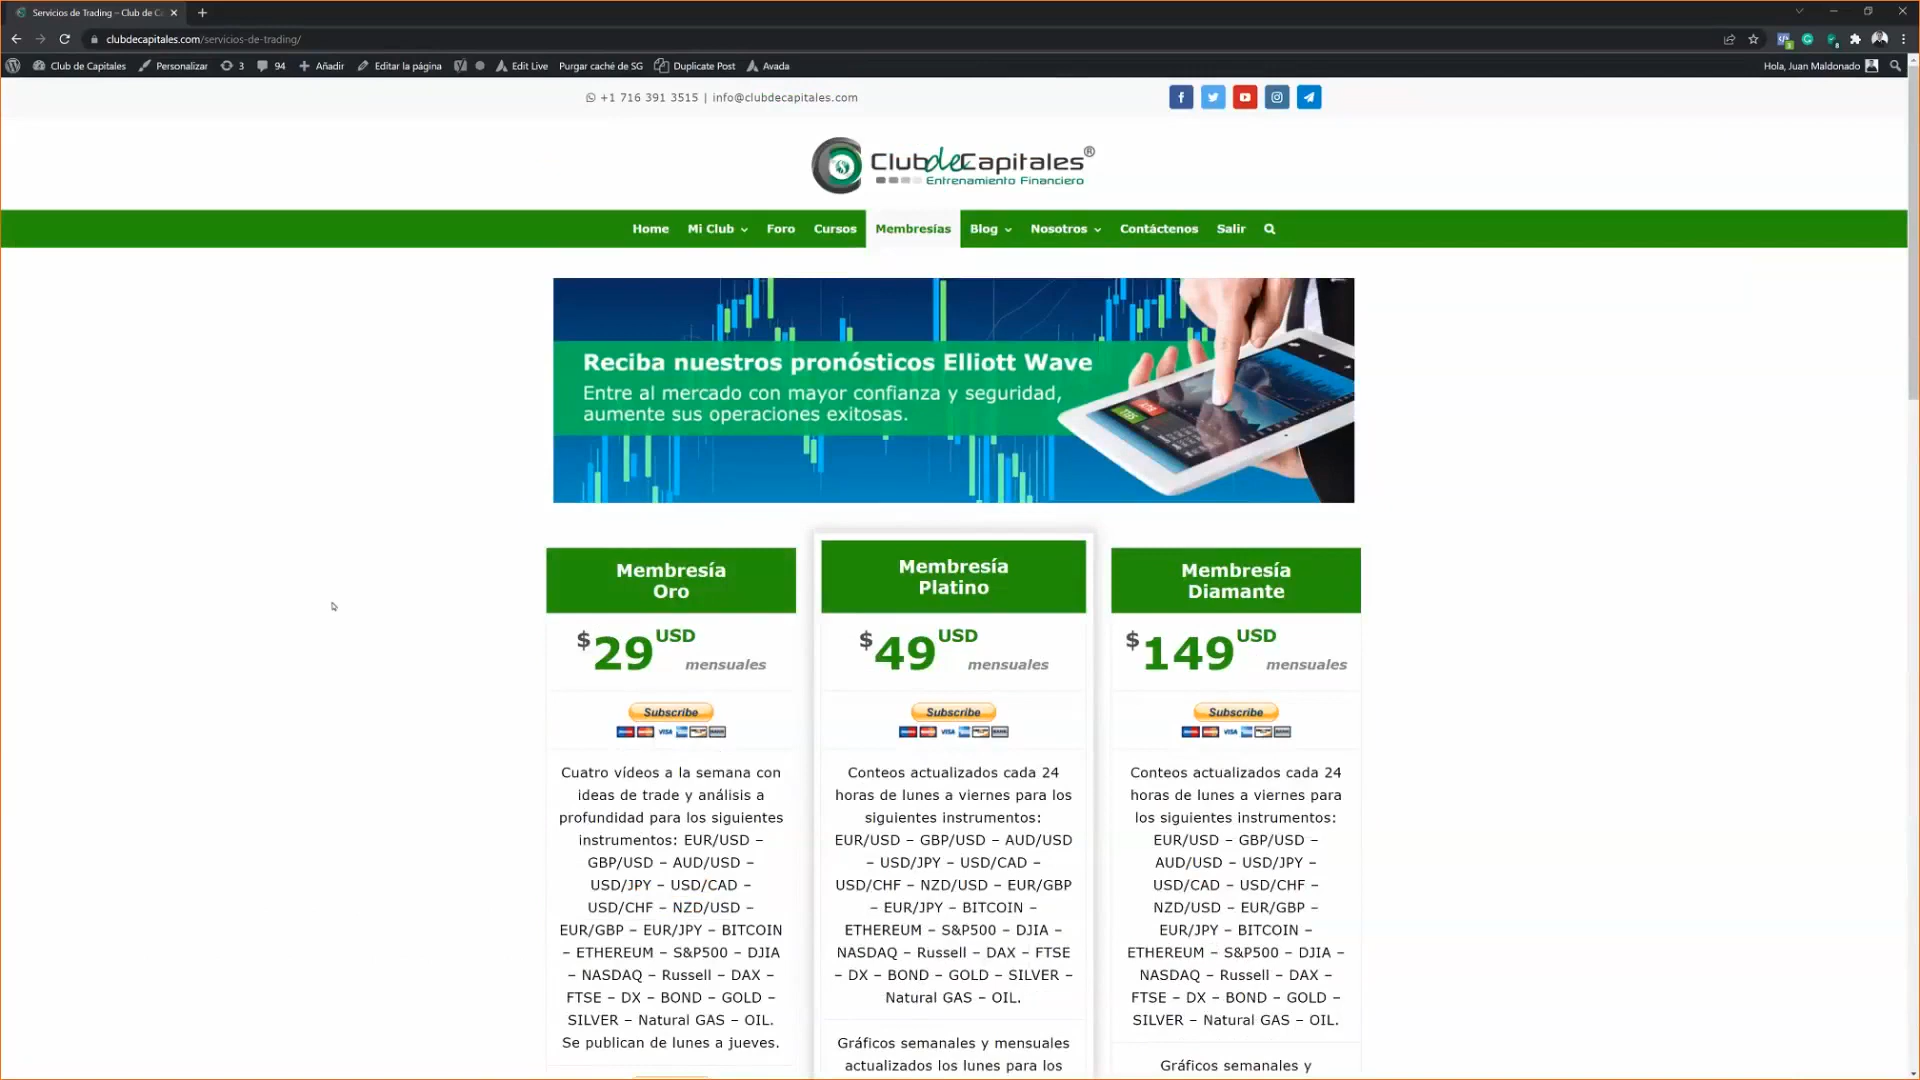 Servicios de Trading – Club de C
clubdecapitales.com/servicios-de-trading/
Club de Capitales Personalizar 3 94 Añadir Editar la página Edit Live Purgar caché de SG Duplicate Post Avada Hola, Juan Maldonado
+1 716 391 3515 | info@clubdecapitales.com
ClubdeCapitales®
Entrenamiento Financiero
Home Mi Club Foro Cursos Membresías Blog Nosotros Contáctenos Salir
Reciba nuestros pronósticos Elliott Wave
Entre al mercado con mayor confianza y seguridad,
aumente sus operaciones exitosas.
Membresía
Oro
$29 USD
mensuales
Subscribe
VISA
Cuatro vídeos a la semana con
ideas de trade y análisis a
profundidad para los siguientes
instrumentos: EUR/USD –
GBP/USD – AUD/USD –
USD/JPY – USD/CAD –
USD/CHF – NZD/USD –
EUR/GBP – EUR/JPY – BITCOIN
– ETHEREUM – S&P500 – DJIA
– NASDAQ – Russell – DAX –
FTSE – DX – BOND – GOLD –
SILVER – Natural GAS – OIL.
Se publican de lunes a jueves.
Membresía
Platino
$49 USD
mensuales
Subscribe
VISA
Conteos actualizados cada 24
horas de lunes a viernes para los
siguientes instrumentos:
EUR/USD – GBP/USD – AUD/USD
– USD/JPY – USD/CAD –
USD/CHF – NZD/USD – EUR/GBP
– EUR/JPY – BITCOIN –
ETHEREUM – S&P500 – DJIA –
NASDAQ – Russell – DAX – FTSE
– DX – BOND – GOLD – SILVER –
Natural GAS – OIL.
Gráficos semanales y mensuales
actualizados los lunes para los
Membresía
Diamante
$149 USD
mensuales
Subscribe
VISA
Conteos actualizados cada 24
horas de lunes a viernes para
los siguientes instrumentos:
EUR/USD – GBP/USD –
AUD/USD – USD/JPY –
USD/CAD – USD/CHF –
NZD/USD – EUR/GBP –
EUR/JPY – BITCOIN –
ETHEREUM – S&P500 – DJIA –
NASDAQ – Russell – DAX –
FTSE – DX – BOND – GOLD –
SILVER – Natural GAS – OIL.
Gráficos semanales y